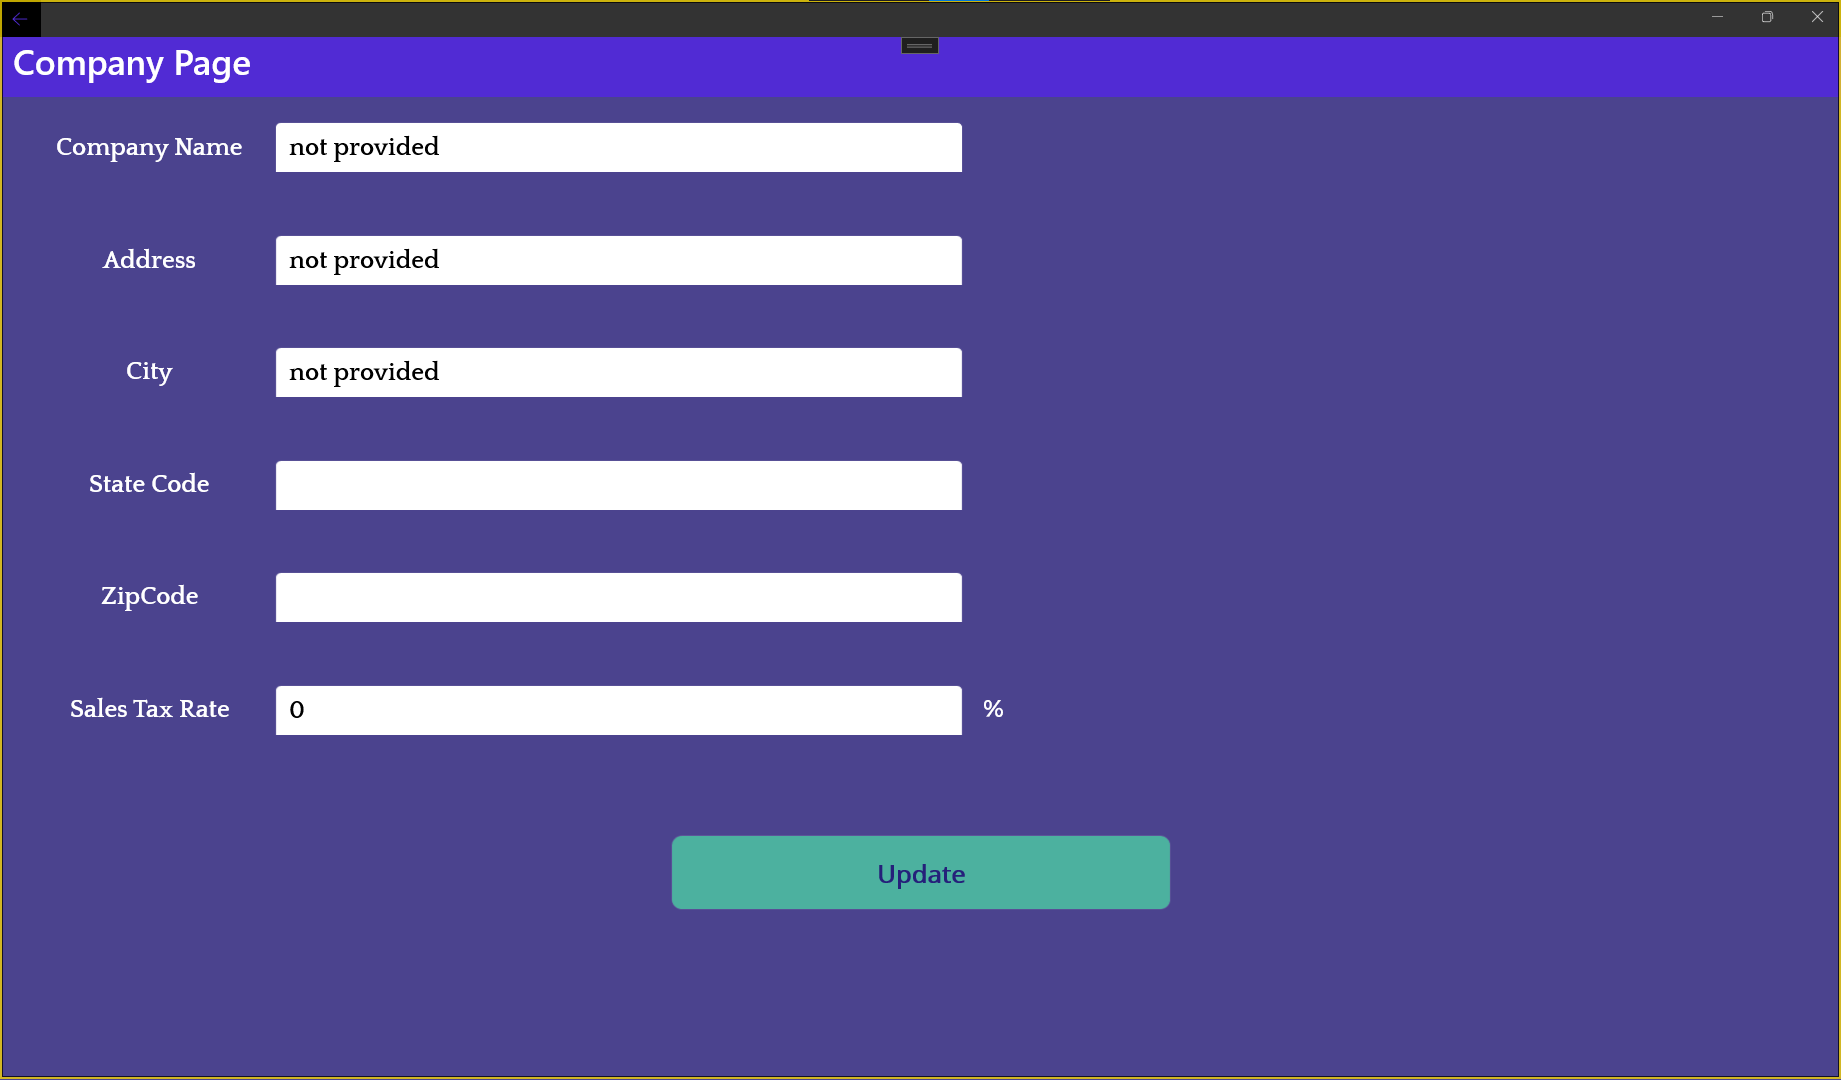 Company Page
Company Name not provided
Address not provided
City not provided
State Code
ZipCode
Sales Tax Rate 0 %
Update